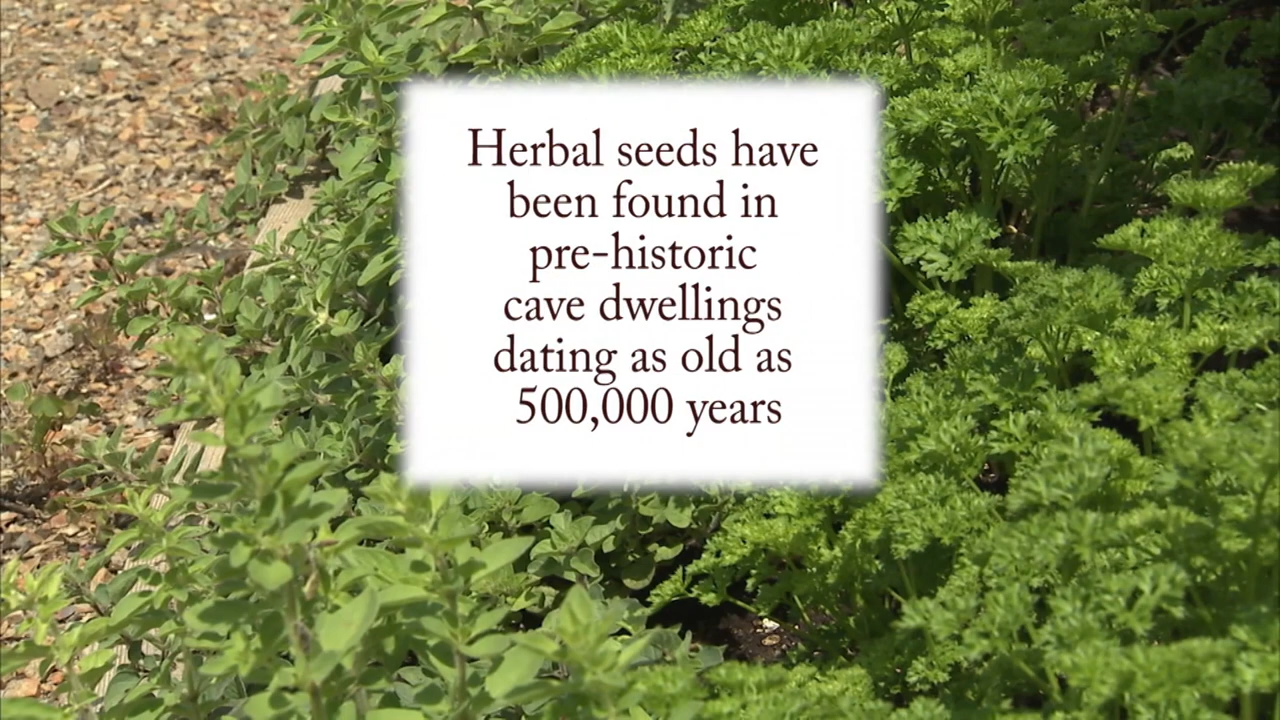 Herbal seeds have
been found in
pre-historic
cave dwellings
dating as old as
500,000 years